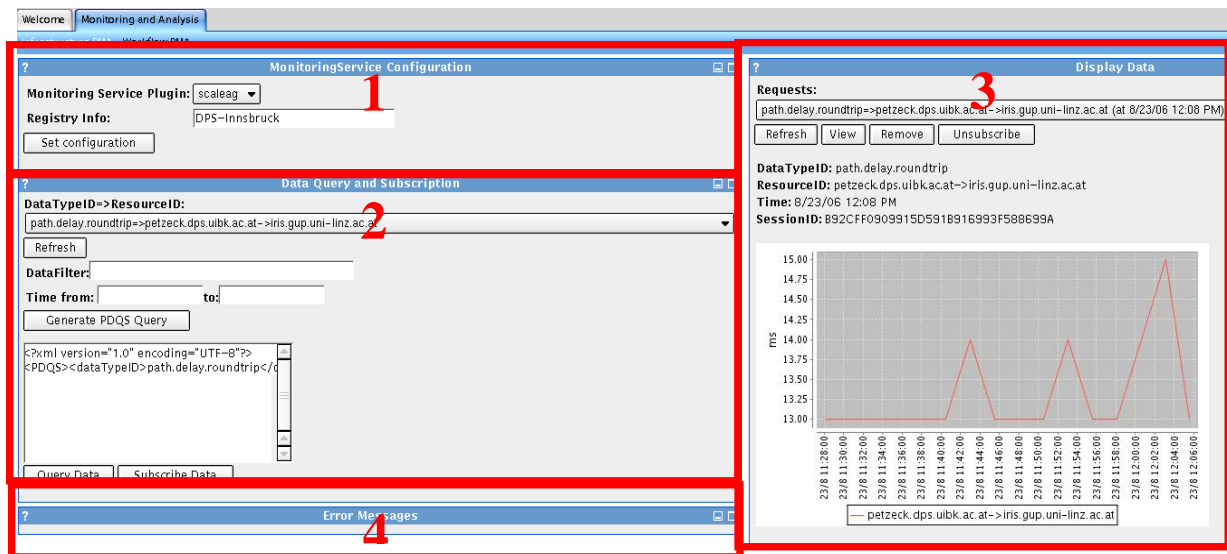 Welcome
Monitoring and Analysis
Workflow PMA
?
MonitoringService Configuration
1
Monitoring Service Plugin: scaleag
Registry Info: DPS-Innsbruck
Set configuration
?
Data Query and Subscription
2
DataTypeID=>ResourceID:
path.delay.roundtrip=>petzeck.dps.uibk.ac.at->iris.gup.uni-linz.ac.at
Refresh
DataFilter:
Time from: to:
Generate PDQS Query
<?xml version="1.0" encoding="UTF-8"?>
<PDQS><dataTypeID>path.delay.roundtrip</
Query Data Subscribe Data
?
Error Messages
4
?
Display Data
3
Requests:
path.delay.roundtrip=>petzeck.dps.uibk.ac.at->iris.gup.uni-linz.ac.at (at 8/23/06 12:08 PM)
Refresh View Remove Unsubscribe
DataTypeID: path.delay.roundtrip
ResourceID: petzeck.dps.uibk.ac.at->iris.gup.uni-linz.ac.at
Time: 8/23/06 12:08 PM
SessionID: B92CFF0909915D591B916993F588699A
15.00
14.75
14.50
14.25
14.00
13.75
13.50
13.25
13.00
ms
23/8 11:28:00
23/8 11:30:00
23/8 11:32:00
23/8 11:34:00
23/8 11:36:00
23/8 11:38:00
23/8 11:40:00
23/8 11:42:00
23/8 11:44:00
23/8 11:46:00
23/8 11:48:00
23/8 11:50:00
23/8 11:52:00
23/8 11:54:00
23/8 11:56:00
23/8 11:58:00
23/8 12:00:00
23/8 12:02:00
23/8 12:04:00
23/8 12:06:00
petzeck.dps.uibk.ac.at->iris.gup.uni-linz.ac.at